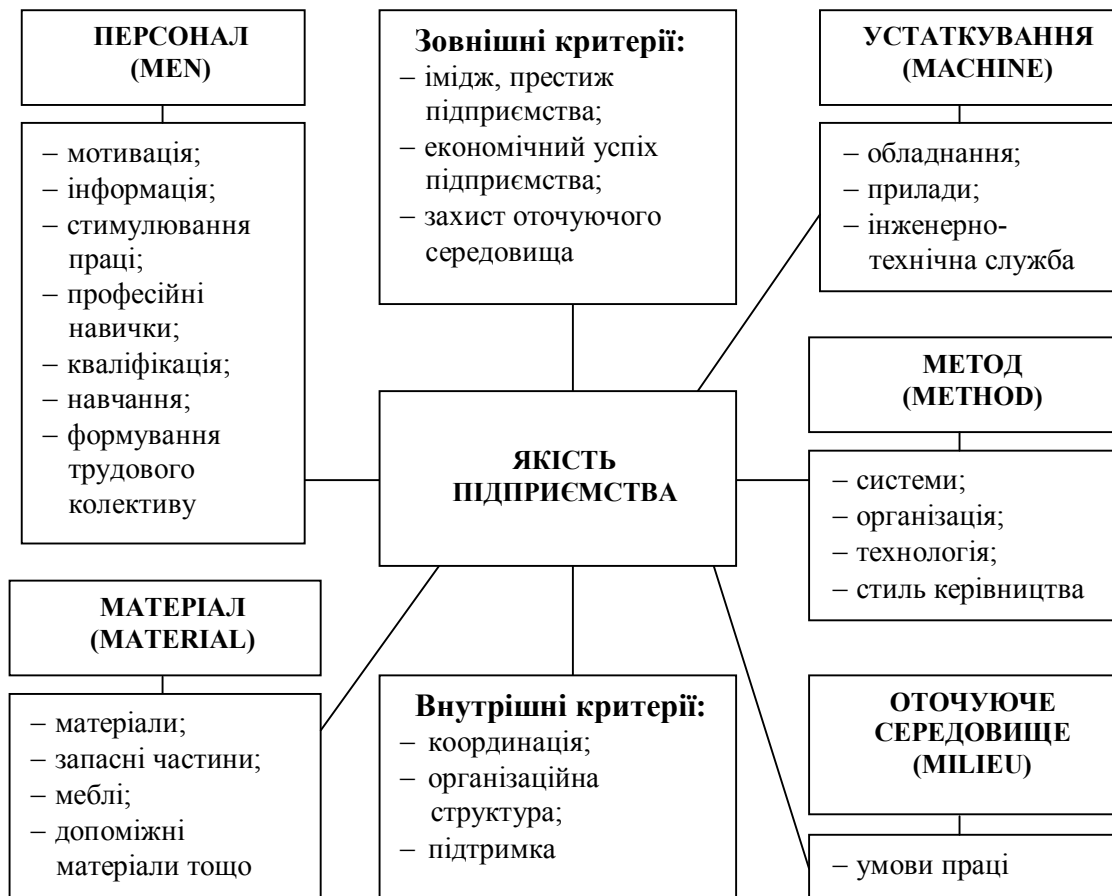 ПЕРСОНАЛ
(MEN)
– мотивація;
– інформація;
– стимулювання
праці;
– професійні
навички;
– кваліфікація;
– навчання;
– формування
трудового
колективу
Зовнішні критерії:
– імідж, престиж
підприємства;
– економічний успіх
підприємства;
– захист оточуючого
середовища
УСТАТКУВАННЯ
(MACHINE)
– обладнання;
– прилади;
– інженерно-
технічна служба
ЯКІСТЬ
ПІДПРИЄМСТВА
МЕТОД
(METHOD)
– системи;
– організація;
– технологія;
– стиль керівництва
МАТЕРІАЛ
(MATERIAL)
– матеріали;
– запасні частини;
– меблі;
– допоміжні
матеріали тощо
Внутрішні критерії:
– координація;
– організаційна
структура;
– підтримка
ОТОЧУЮЧЕ
СЕРЕДОВИЩЕ
(MILIEU)
– умови праці